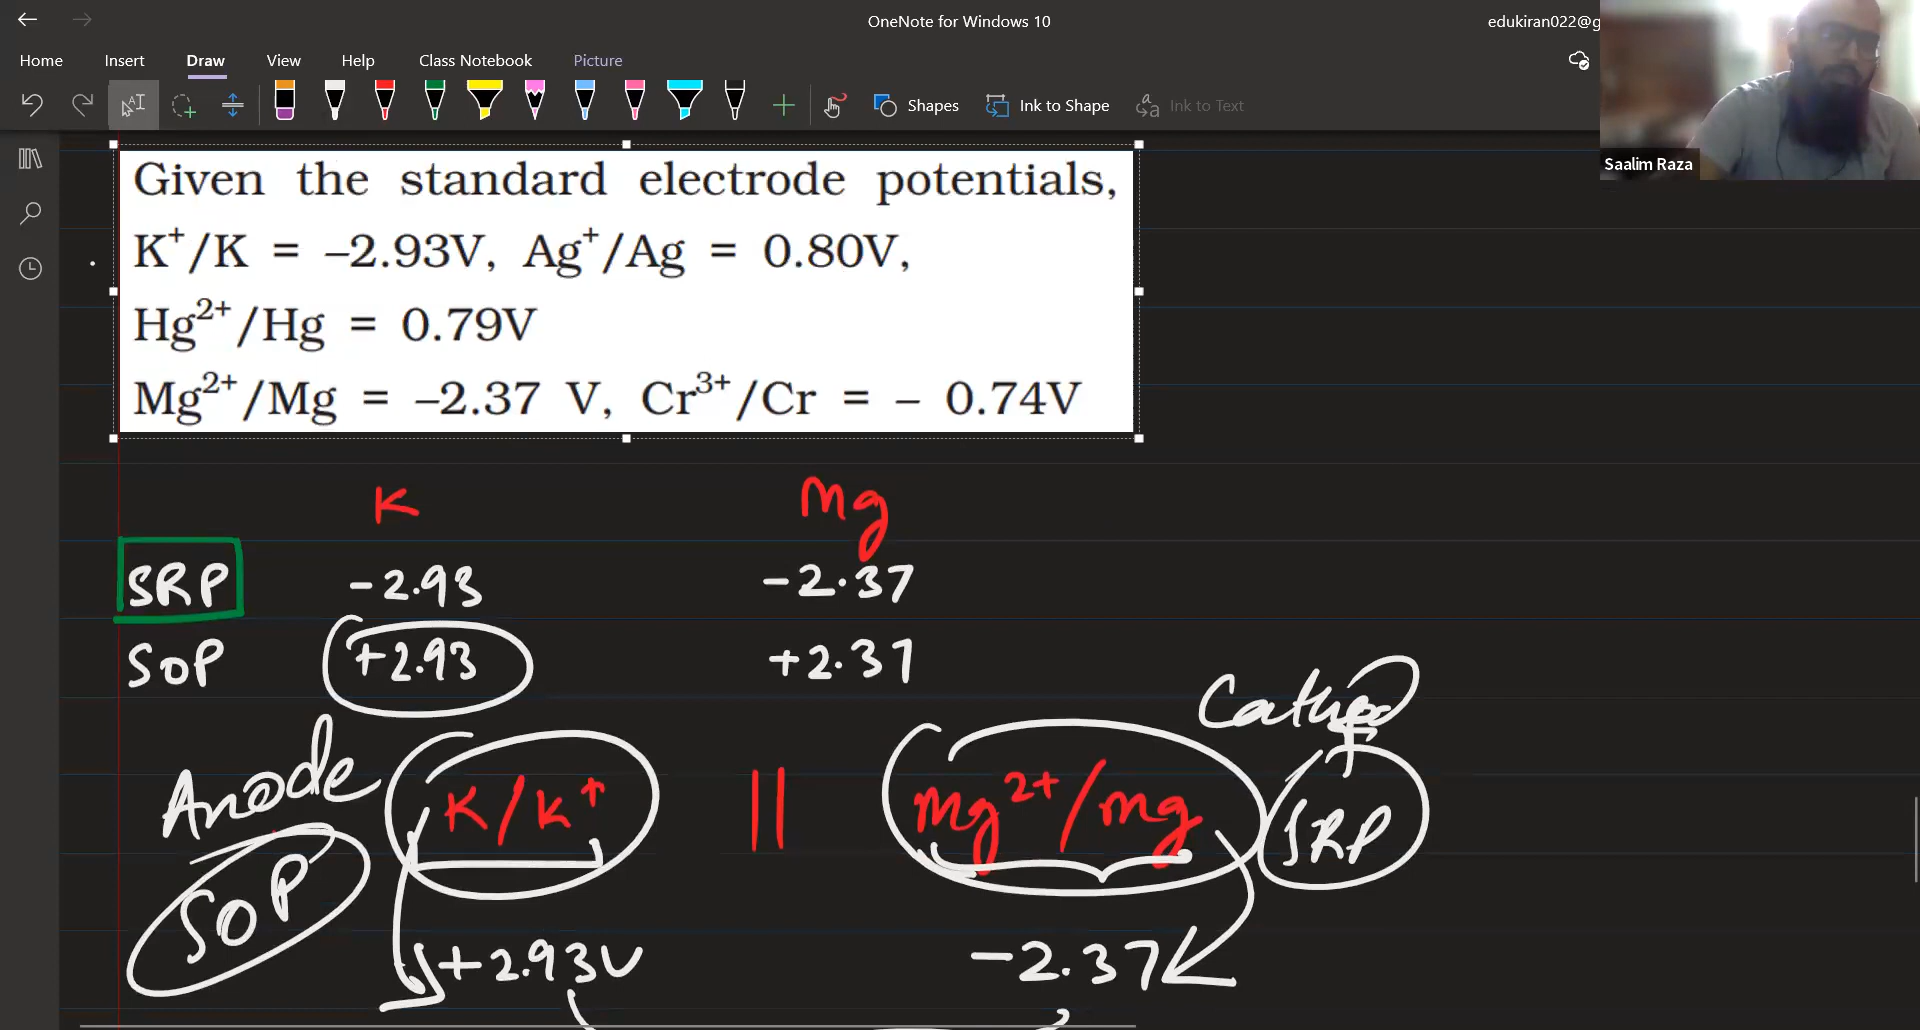 OneNote for Windows 10
edukiran022@g
Home Insert Draw View Help Class Notebook Picture
Shapes Ink to Shape Ink to Text
Saalim Raza
Given the standard electrode potentials,
K⁺/K = –2.93V, Ag⁺/Ag = 0.80V,
Hg²⁺/Hg = 0.79V
Mg²⁺/Mg = –2.37 V, Cr³⁺/Cr = – 0.74V
K Mg
SRP -2.93 -2.37
SOP +2.93 +2.37
Anode K/K⁺ || Mg²⁺/Mg SRP
SOP
+2.93V -2.37